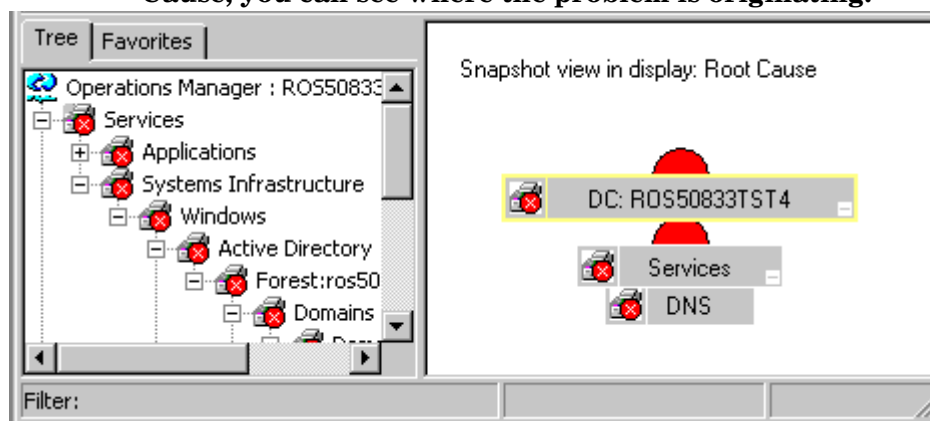 Cause, you can see where the problem is originating.
Tree
Favorites
Operations Manager : ROS50833
Services
Applications
Systems Infrastructure
Windows
Active Directory
Forest:ros50
Domains
Filter:
Snapshot view in display: Root Cause
DC: ROS50833TST4
Services
DNS